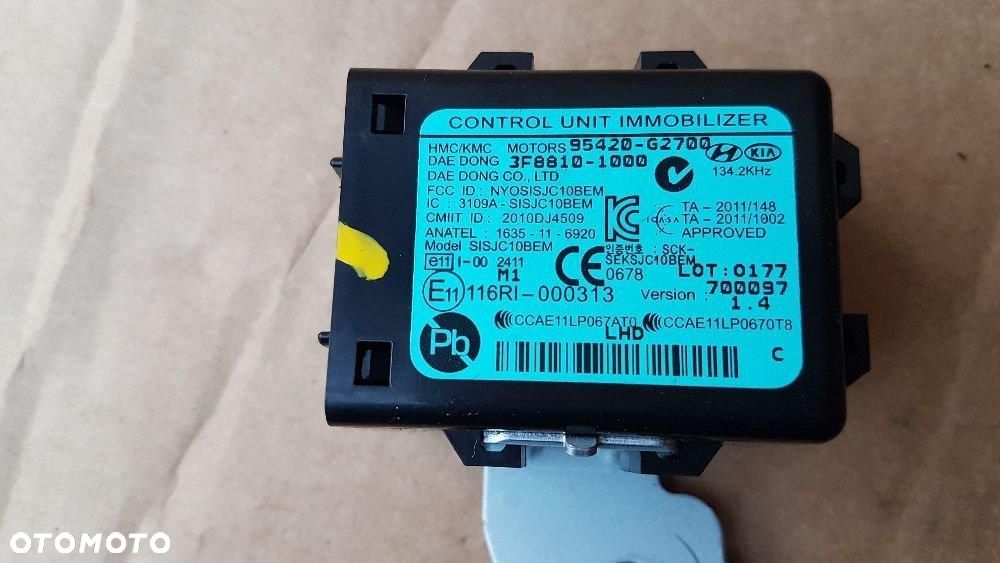 CONTROL UNIT IMMOBILIZER
HMC/KMC MOTORS 95420-G2700
DAE DONG 3F8810-1000
KIA
134.2KHz
DAE DONG CO., LTD
FCC ID : NYOSISJC10BEM
IC : 3109A - SISJC10BEM
CMIIT ID : 2010DJ4509
ANATEL : 1635 - 11 - 6920
Model SISJC10BEM
ICASA
TA - 2011/148
TA - 2011/1002
APPROVED
인증번호 : SCK-
SEKSJC10BEM
e11 I-00 2411
M1
CE 0678
LOT:0177
700097
E11 116RI-000313
Version : 1.4
CCAE11LP067AT0 CCAE11LP0670T8
Pb
LHD
C
OTOMOTO